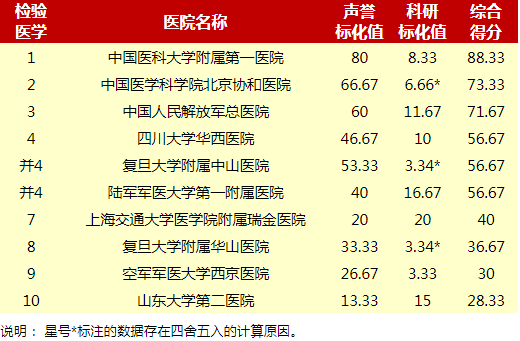 检验医学 医院名称 声誉标化值 科研标化值 综合得分
1 中国医科大学附属第一医院 80 8.33 88.33
2 中国医学科学院北京协和医院 66.67 6.66* 73.33
3 中国人民解放军总医院 60 11.67 71.67
4 四川大学华西医院 46.67 10 56.67
并4 复旦大学附属中山医院 53.33 3.34* 56.67
并4 陆军军医大学第一附属医院 40 16.67 56.67
7 上海交通大学医学院附属瑞金医院 20 20 40
8 复旦大学附属华山医院 33.33 3.34* 36.67
9 空军军医大学西京医院 26.67 3.33 30
10 山东大学第二医院 13.33 15 28.33
说明： 星号*标注的数据存在四舍五入的计算原因。